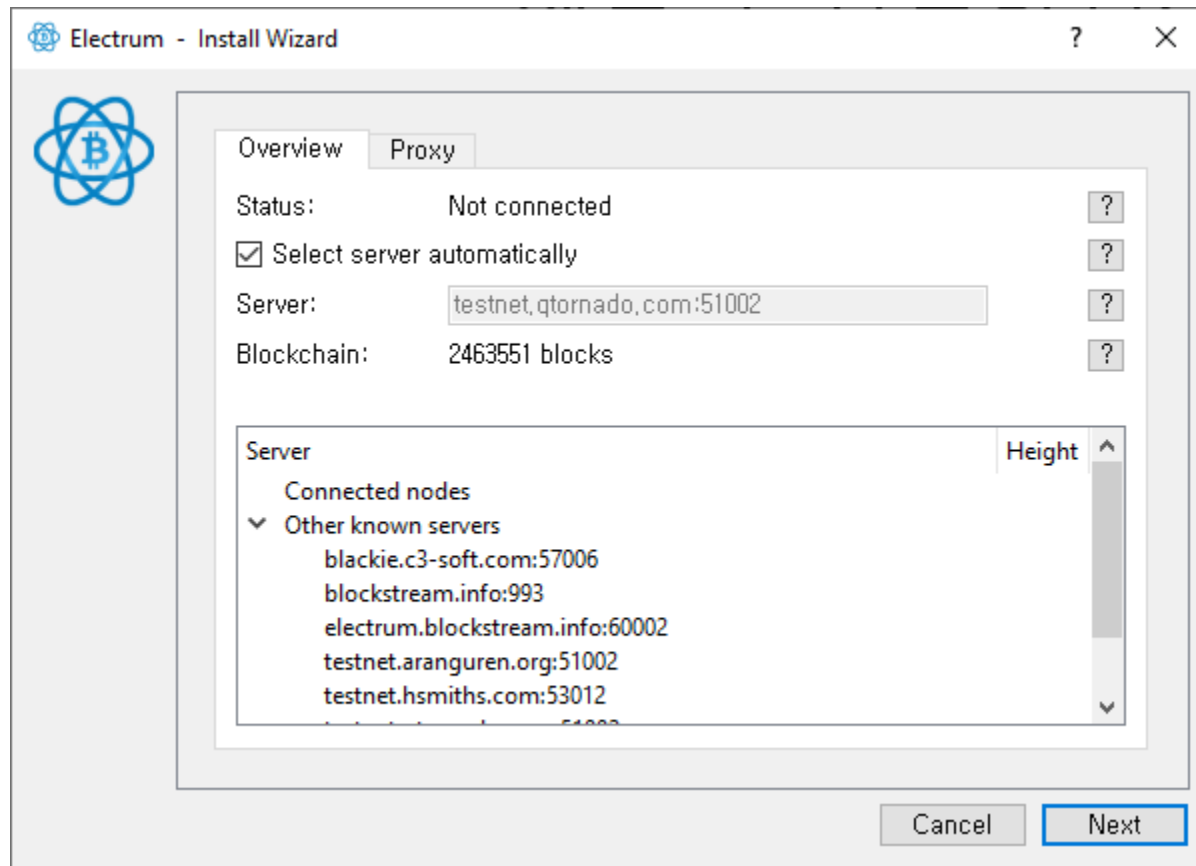 Electrum - Install Wizard
?
Overview
Proxy
Status: Not connected ?
Select server automatically ?
Server: testnet.qtornado.com:51002 ?
Blockchain: 2463551 blocks ?
Server Height
Connected nodes
Other known servers
blackie.c3-soft.com:57006
blockstream.info:993
electrum.blockstream.info:60002
testnet.aranguren.org:51002
testnet.hsmiths.com:53012
Cancel Next